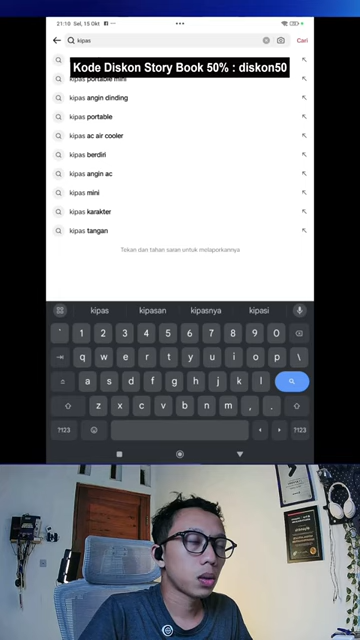 21:10 Sel, 15 Okt
kipas
Cari
Kode Diskon Story Book 50% : diskon50
kipas portable mini
kipas angin dinding
kipas portable
kipas ac air cooler
kipas berdiri
kipas angin ac
kipas mini
kipas karakter
kipas tangan
Tekan dan tahan saran untuk melaporkannya
kipas kipasan kipasnya kipasi
` 1 2 3 4 5 6 7 8 9 0
q w e r t y u i o p \
a s d f g h j k l
z x c v b n m , .
?123 ?123